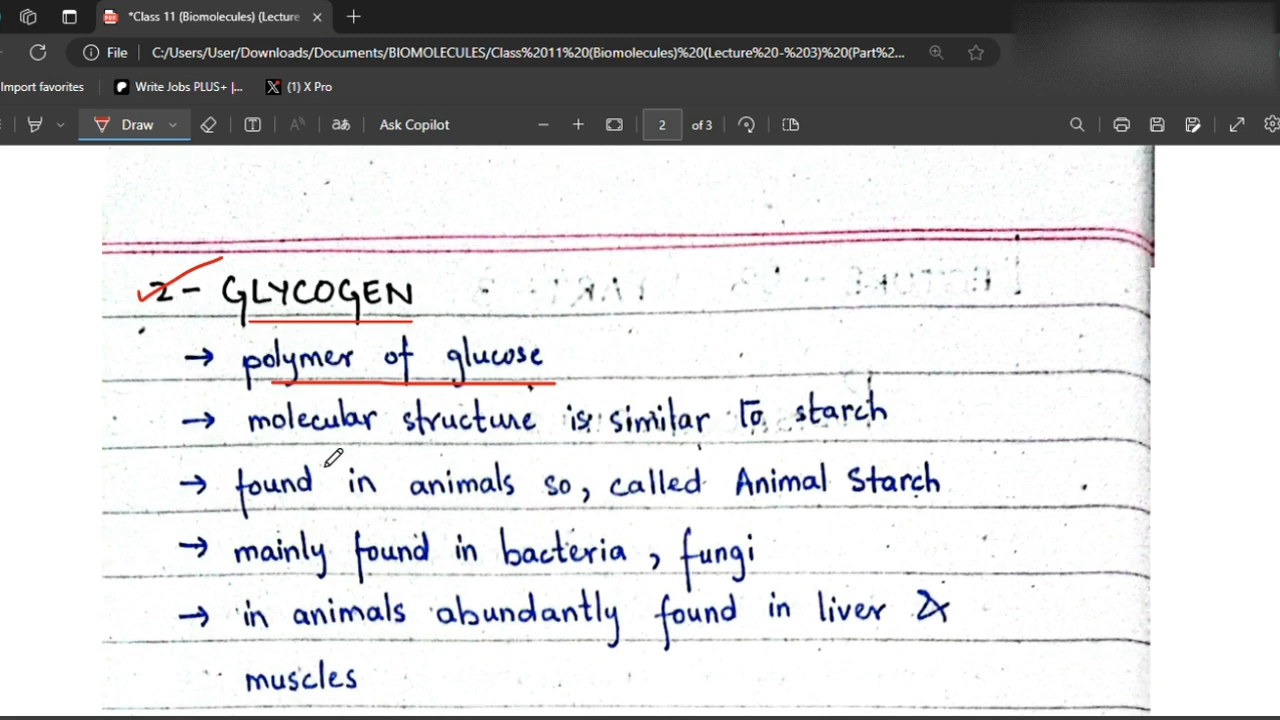 *Class 11 (Biomolecules) (Lecture
File C:/Users/User/Downloads/Documents/BIOMOLECULES/Class%2011%20(Biomolecules)%20(Lecture%20-%203)%20(Part%2...
Import favorites Write Jobs PLUS+ |... (1) X Pro
Draw Ask Copilot 2 of 3
2- GLYCOGEN
→ polymer of glucose
→ molecular structure is similar to starch
→ found in animals so, called Animal Starch
→ mainly found in bacteria, fungi
→ in animals abundantly found in liver &
muscles